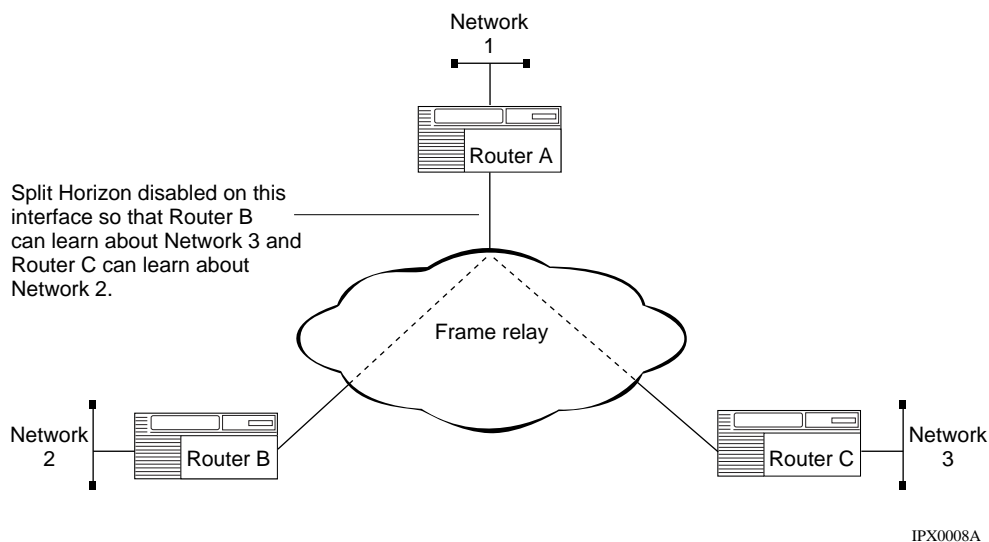 Network
1
Router A
Split Horizon disabled on this
interface so that Router B
can learn about Network 3 and
Router C can learn about
Network 2.
Frame relay
Network
2
Router B
Router C
Network
3
IPX0008A